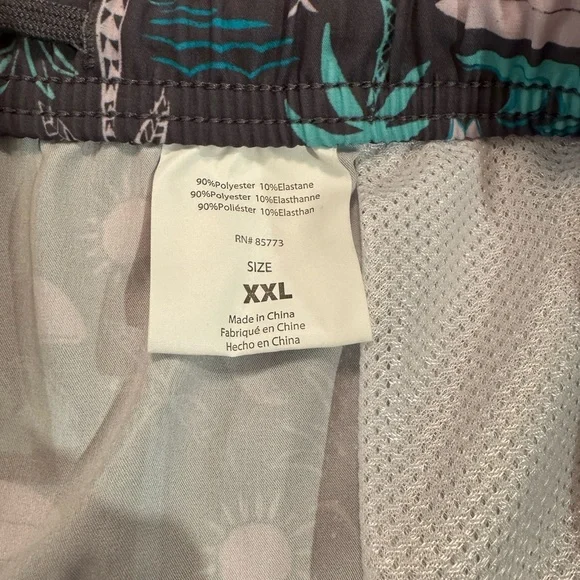 90%Polyester 10%Elastane
90%Polyester 10%Elasthanne
90%Poliéster 10%Elasthan
RN# 85773
SIZE
XXL
Made in China
Fabriqué en Chine
Hecho en China